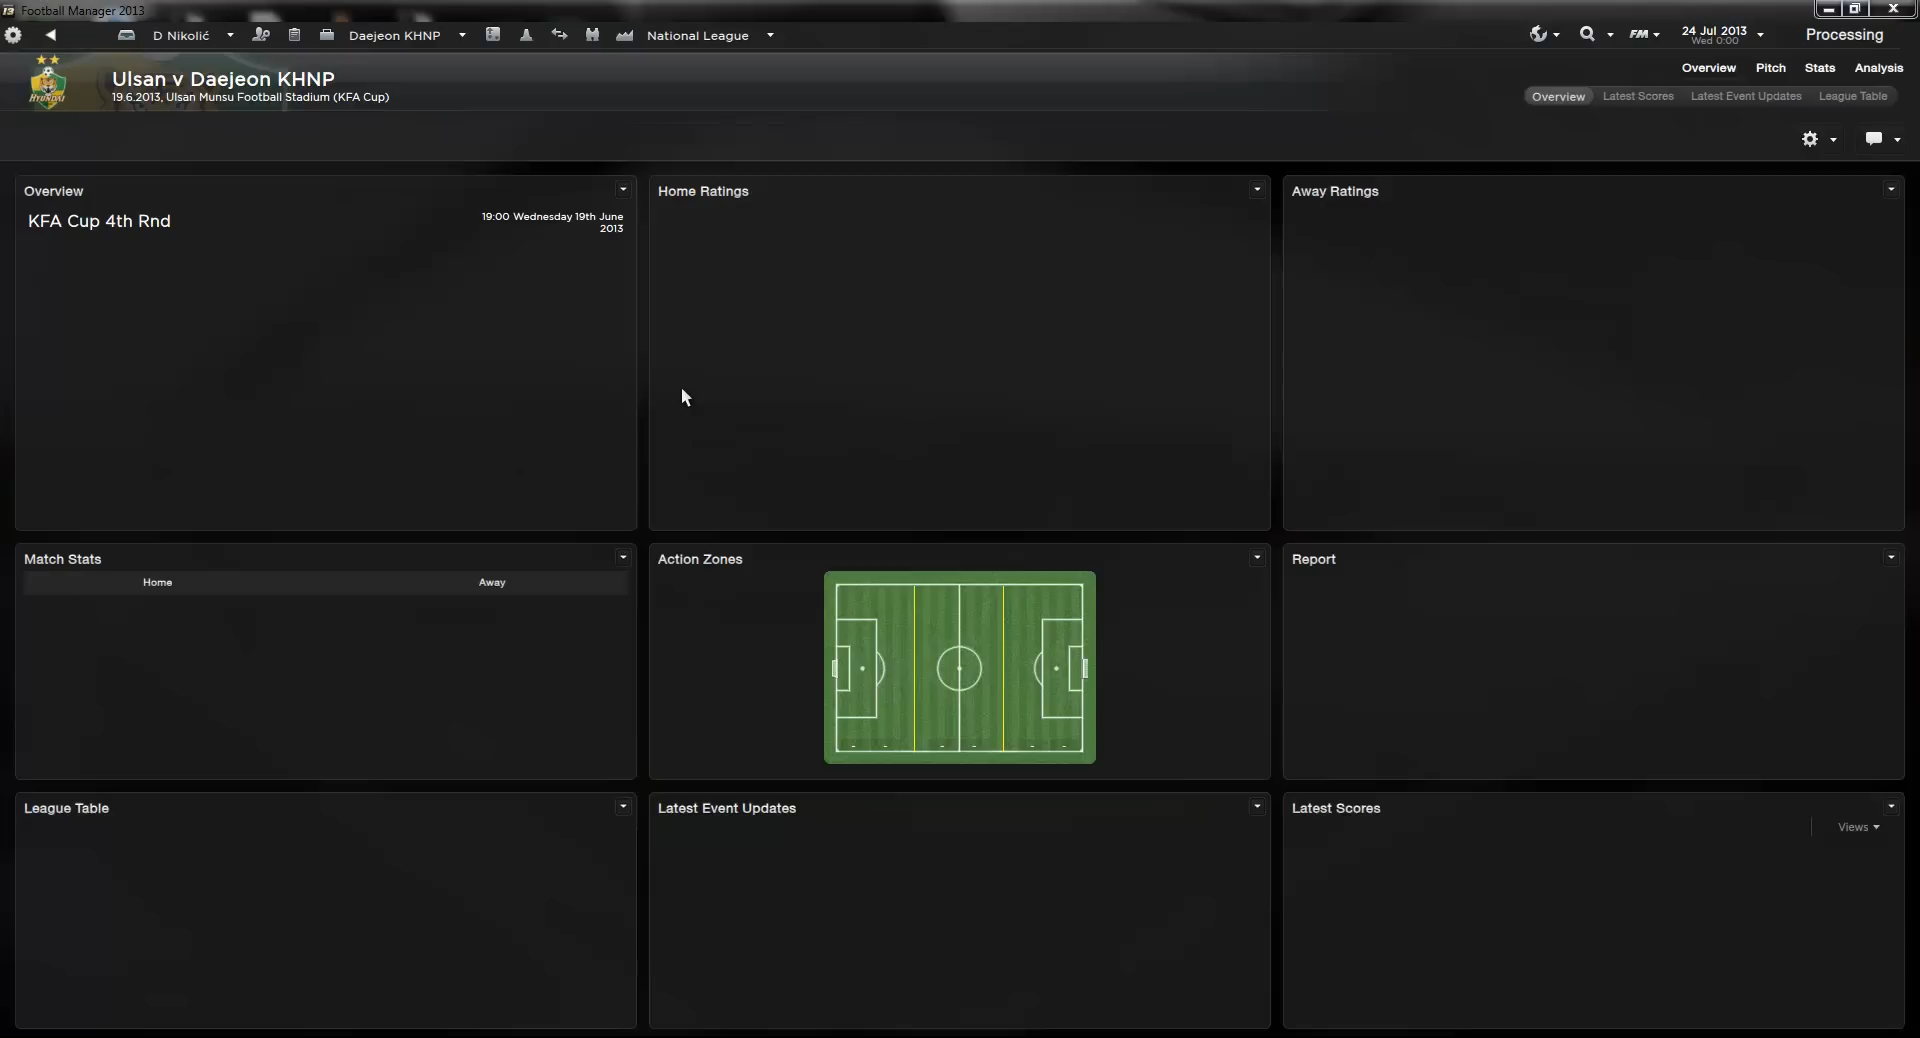 Football Manager 2013
D Nikolić
Daejeon KHNP
National League
FM
24 Jul 2013
Wed 0:00
Processing
HYUNDAI
Ulsan v Daejeon KHNP
19.6.2013, Ulsan Munsu Football Stadium (KFA Cup)
Overview Pitch Stats Analysis
Overview Latest Scores Latest Event Updates League Table
Overview
KFA Cup 4th Rnd
19:00 Wednesday 19th June
2013
Home Ratings
Away Ratings
Match Stats
Home Away
Action Zones
Report
League Table
Latest Event Updates
Latest Scores
Views